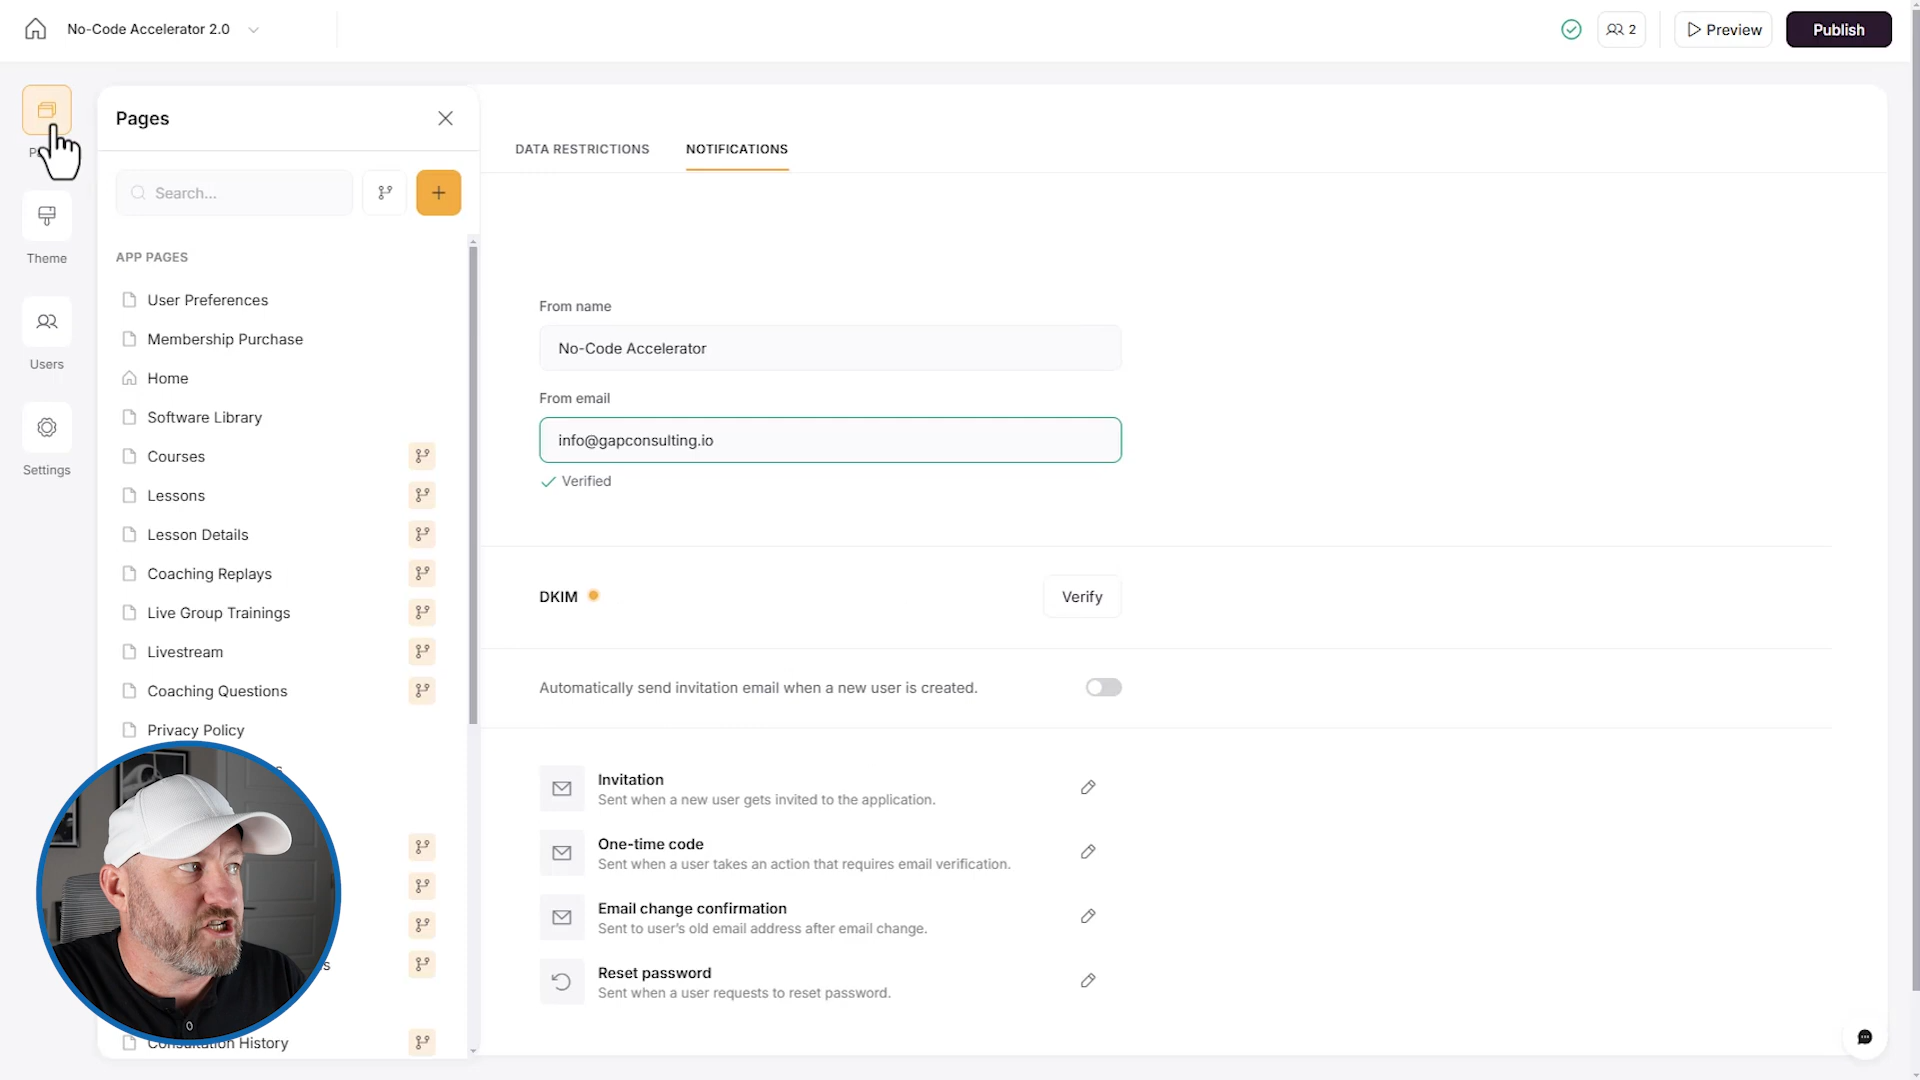 No-Code Accelerator 2.0
2
Preview
Publish
Pages
Search...
APP PAGES
User Preferences
Membership Purchase
Home
Software Library
Courses
Lessons
Lesson Details
Coaching Replays
Live Group Trainings
Livestream
Coaching Questions
Privacy Policy
Consultation History
Theme
Users
Settings
DATA RESTRICTIONS
NOTIFICATIONS
From name
No-Code Accelerator
From email
info@gapconsulting.io
Verified
DKIM
Verify
Automatically send invitation email when a new user is created.
Invitation
Sent when a new user gets invited to the application.
One-time code
Sent when a user takes an action that requires email verification.
Email change confirmation
Sent to user's old email address after email change.
Reset password
Sent when a user requests to reset password.